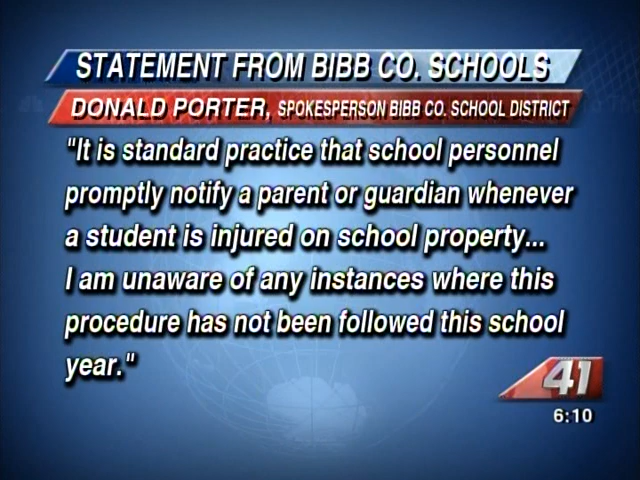 STATEMENT FROM BIBB CO. SCHOOLS
DONALD PORTER, SPOKESPERSON BIBB CO. SCHOOL DISTRICT
"It is standard practice that school personnel
promptly notify a parent or guardian whenever
a student is injured on school property...
I am unaware of any instances where this
procedure has not been followed this school
year."
41
6:10